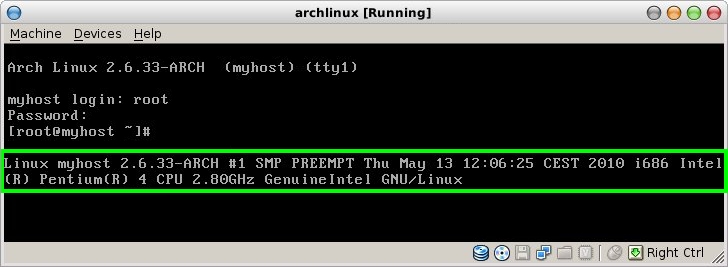 archlinux [Running]
Machine Devices Help
Arch Linux 2.6.33-ARCH (myhost) (tty1)
myhost login: root
Password:
[root@myhost ~]#
Linux myhost 2.6.33-ARCH #1 SMP PREEMPT Thu May 13 12:06:25 CEST 2010 i686 Intel
(R) Pentium(R) 4 CPU 2.80GHz GenuineIntel GNU/Linux
Right Ctrl